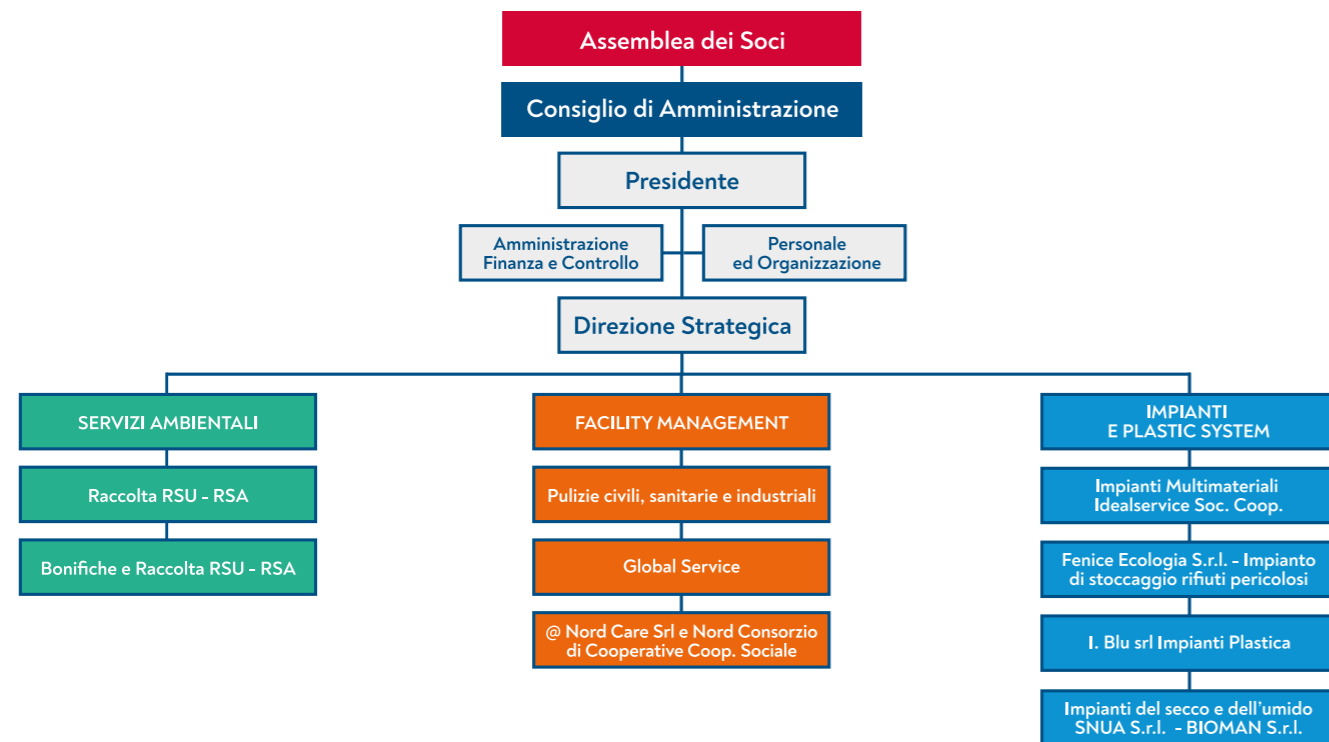 Assemblea dei Soci
Consiglio di Amministrazione
Presidente
Amministrazione
Finanza e Controllo
Personale
ed Organizzazione
Direzione Strategica
SERVIZI AMBIENTALI
Raccolta RSU - RSA
Bonifiche e Raccolta RSU - RSA
FACILITY MANAGEMENT
Pulizie civili, sanitarie e industriali
Global Service
@ Nord Care Srl e Nord Consorzio
di Cooperative Coop. Sociale
IMPIANTI
E PLASTIC SYSTEM
Impianti Multimateriali
Idealservice Soc. Coop.
Fenice Ecologia S.r.l. - Impianto
di stoccaggio rifiuti pericolosi
I. Blu srl Impianti Plastica
Impianti del secco e dell'umido
SNUA S.r.l. - BIOMAN S.r.l.